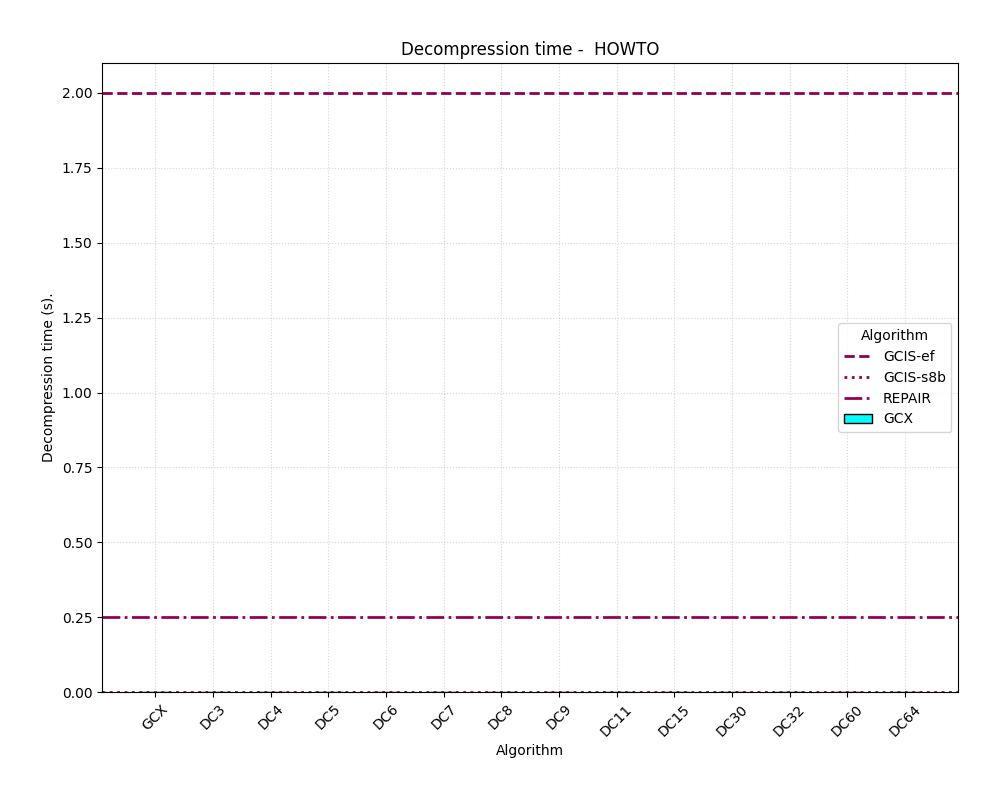 Decompression time -  HOWTO
2.00
1.75
1.50
1.25
1.00
0.75
0.50
0.25
0.00
Decompression time (s).
Algorithm
GCIS-ef
GCIS-s8b
REPAIR
GCX
GCX DC3 DC4 DC5 DC6 DC7 DC8 DC9 DC11 DC15 DC30 DC32 DC60 DC64
Algorithm